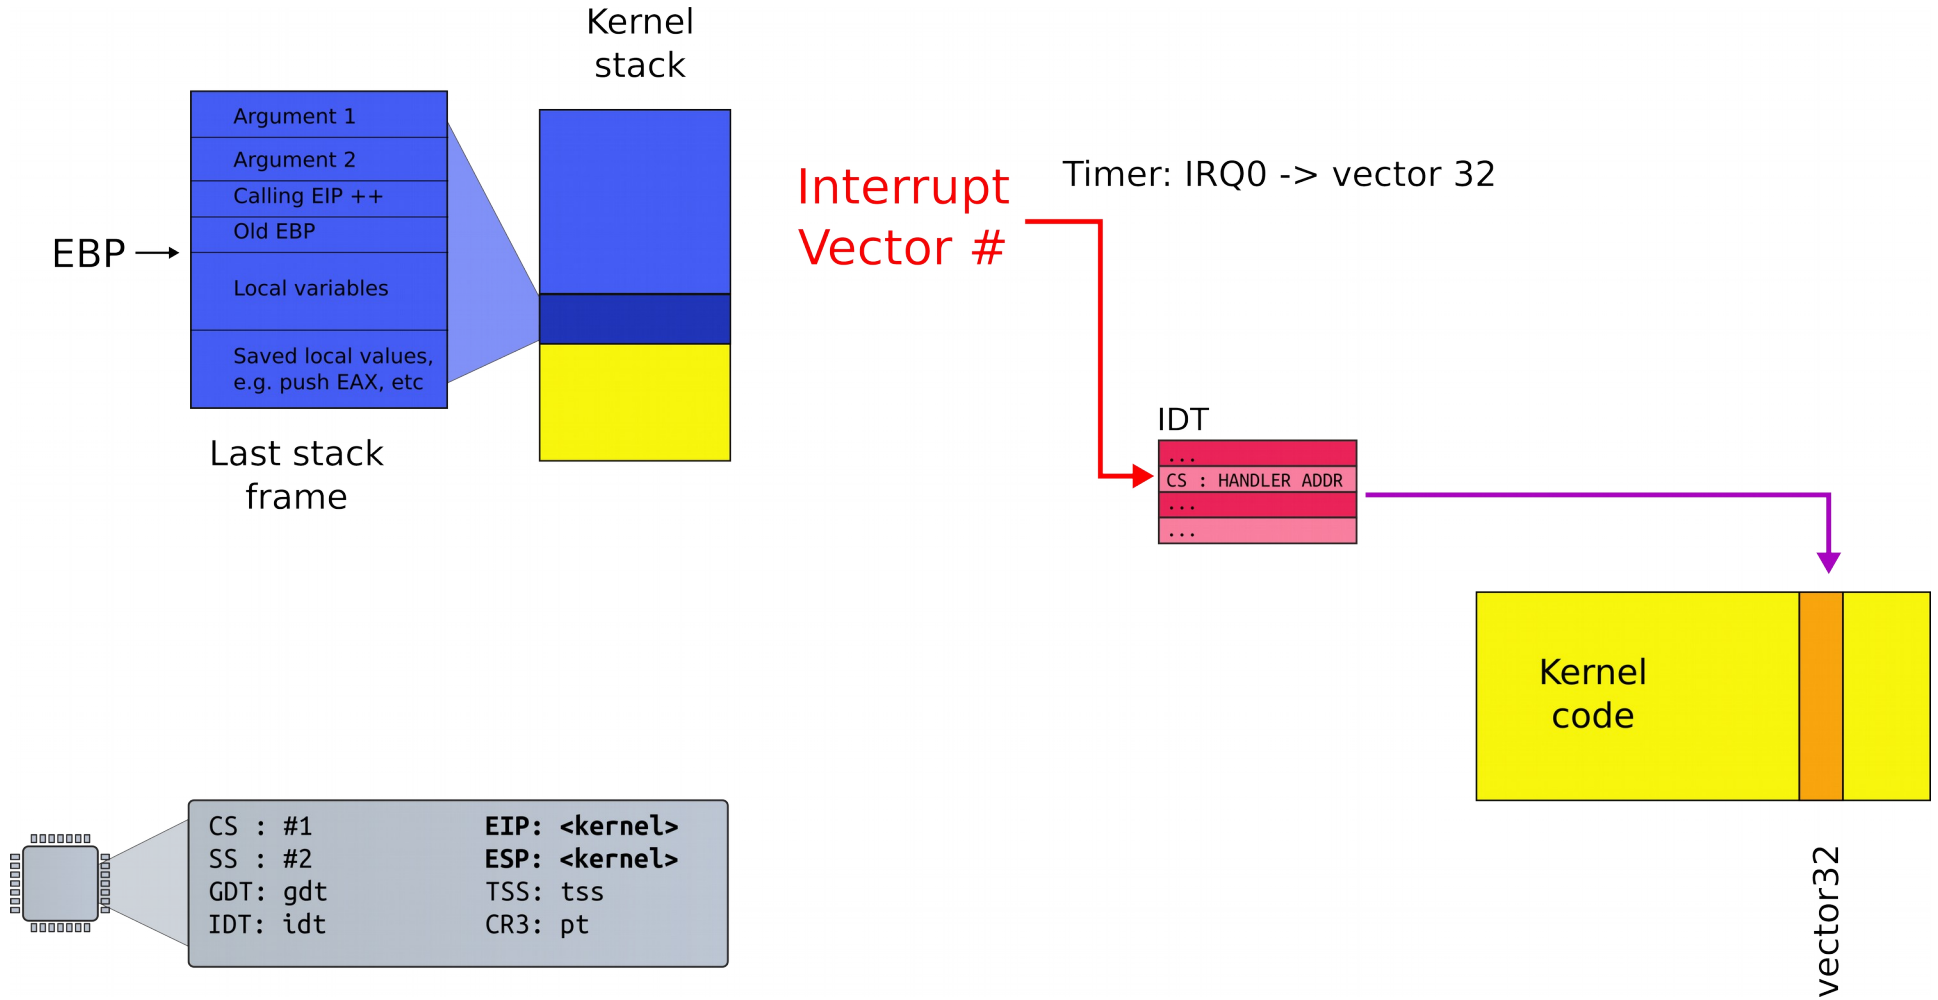 Kernel
stack
Argument 1
Argument 2
Calling EIP ++
Old EBP
EBP
Local variables
Saved local values,
e.g. push EAX, etc
Last stack
frame
Interrupt
Vector #
Timer: IRQ0 -> vector 32
IDT
...
CS : HANDLER ADDR
...
...
Kernel
code
vector32
CS : #1 EIP: <kernel>
SS : #2 ESP: <kernel>
GDT: gdt TSS: tss
IDT: idt CR3: pt